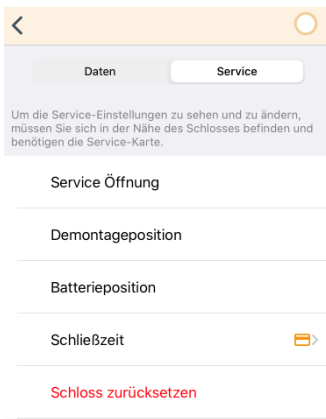 Daten Service
Um die Service-Einstellungen zu sehen und zu ändern,
müssen Sie sich in der Nähe des Schlosses befinden und
benötigen die Service-Karte.
Service Öffnung
Demontageposition
Batterieposition
Schließzeit
Schloss zurücksetzen